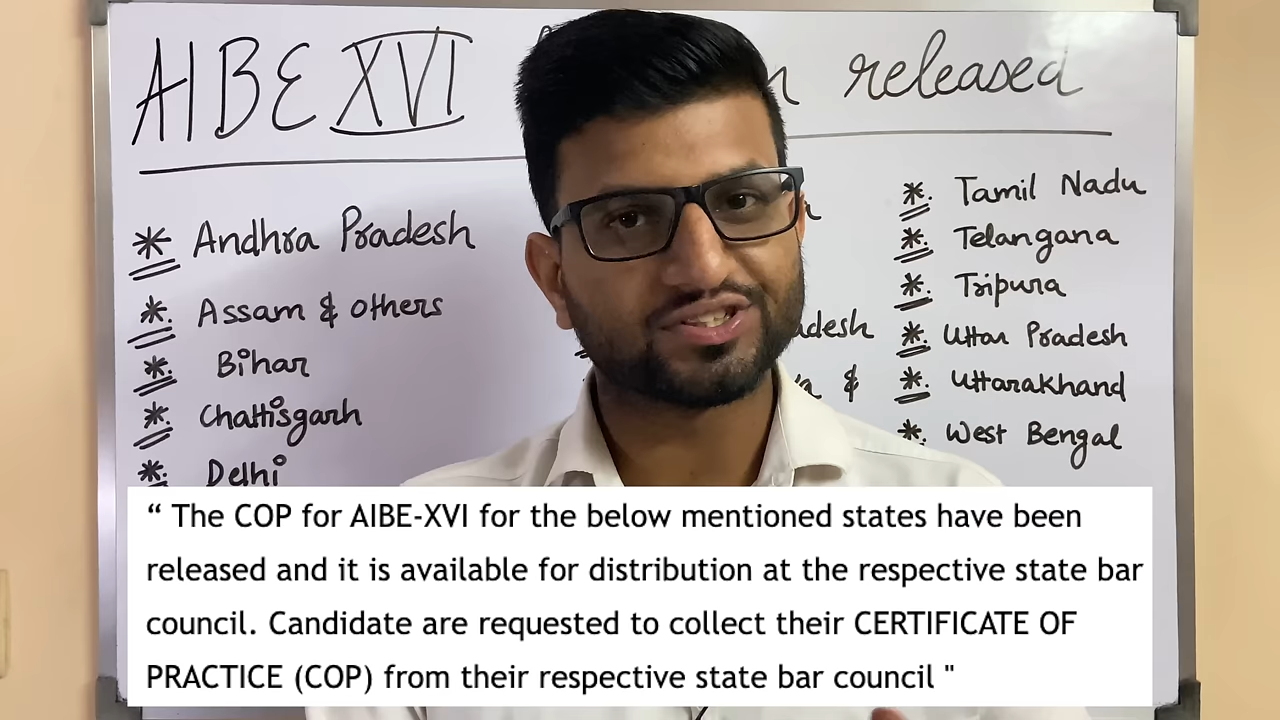 AIBE XVI released
* Andhra Pradesh
*. Assam & others
*. Bihar
*. Chattisgarh
*. Delhi
&
*. Tamil Nadu
*. Telangana
*. Tripura
*. Uttar Pradesh
*. Uttarakhand
*. West Bengal
“ The COP for AIBE-XVI for the below mentioned states have been
released and it is available for distribution at the respective state bar
council. Candidate are requested to collect their CERTIFICATE OF
PRACTICE (COP) from their respective state bar council "